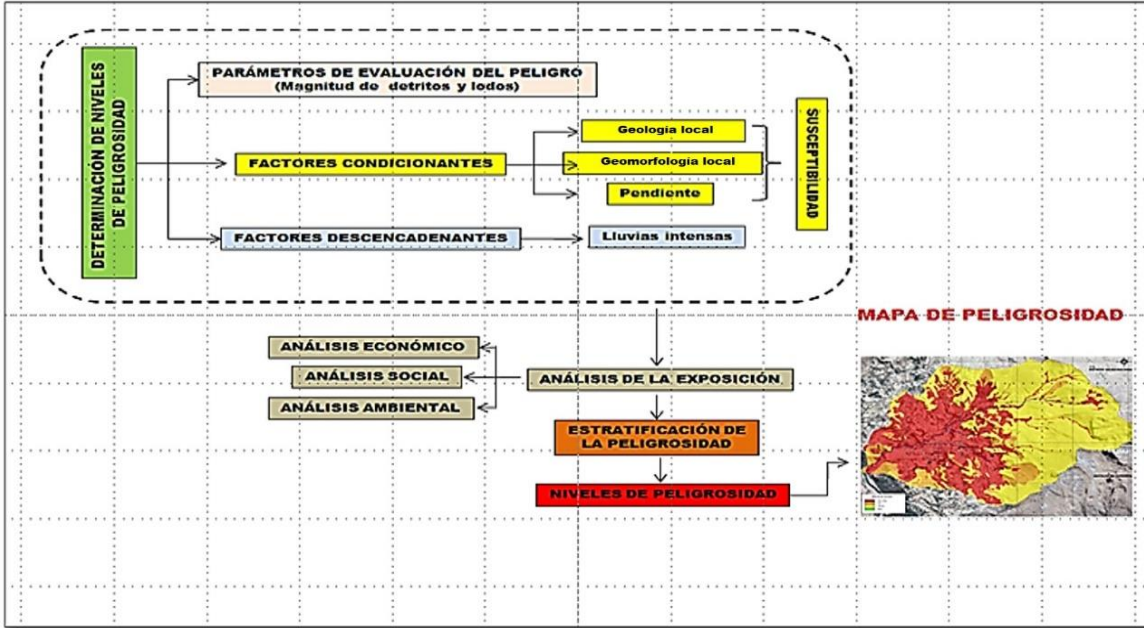 DETERMINACIÓN DE NIVELES
DE PELIGROSIDAD
PARÁMETROS DE EVALUACIÓN DEL PELIGRO
(Magnitud de detritos y lodos)
FACTORES CONDICIONANTES
Geología local
Geomorfología local
Pendiente
SUSCEPTIBILIDAD
FACTORES DESCENCADENANTES
Lluvias intensas
ANÁLISIS ECONÓMICO
ANÁLISIS SOCIAL
ANÁLISIS AMBIENTAL
ANÁLISIS DE LA EXPOSICIÓN
ESTRATIFICACIÓN DE
LA PELIGROSIDAD
NIVELES DE PELIGROSIDAD
MAPA DE PELIGROSIDAD